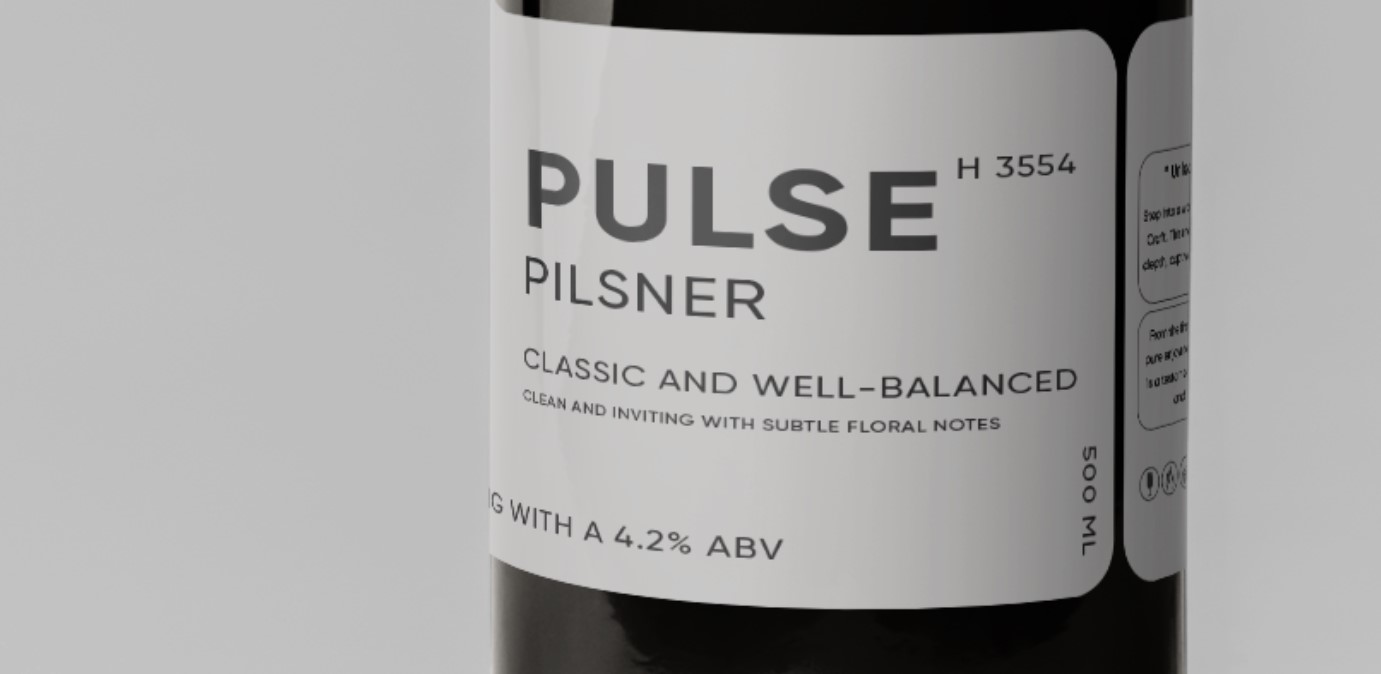 PULSE H 3554
PILSNER
CLASSIC AND WELL-BALANCED
CLEAN AND INVITING WITH SUBTLE FLORAL NOTES
WITH A 4.2% ABV
500 ML